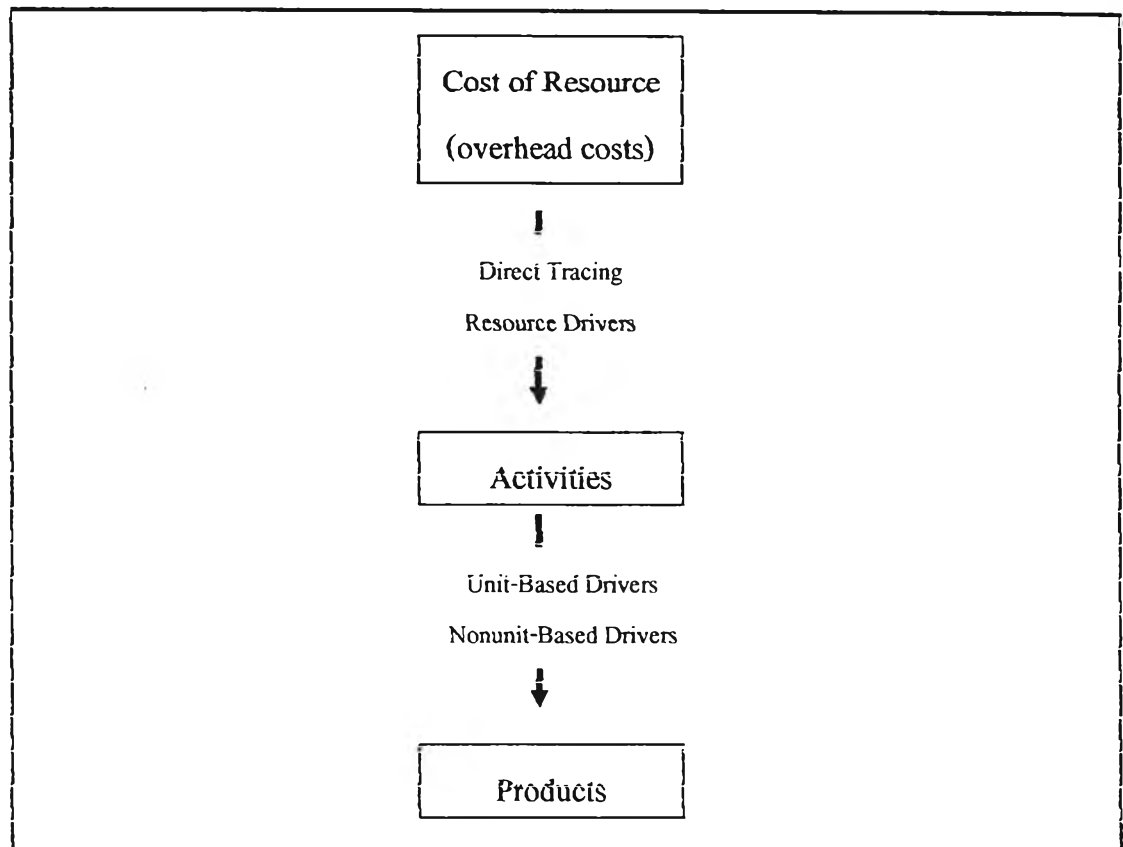 Cost of Resource
(overhead costs)
Direct Tracing
Resource Drivers
Activities
Unit-Based Drivers
Nonunit-Based Drivers
Products